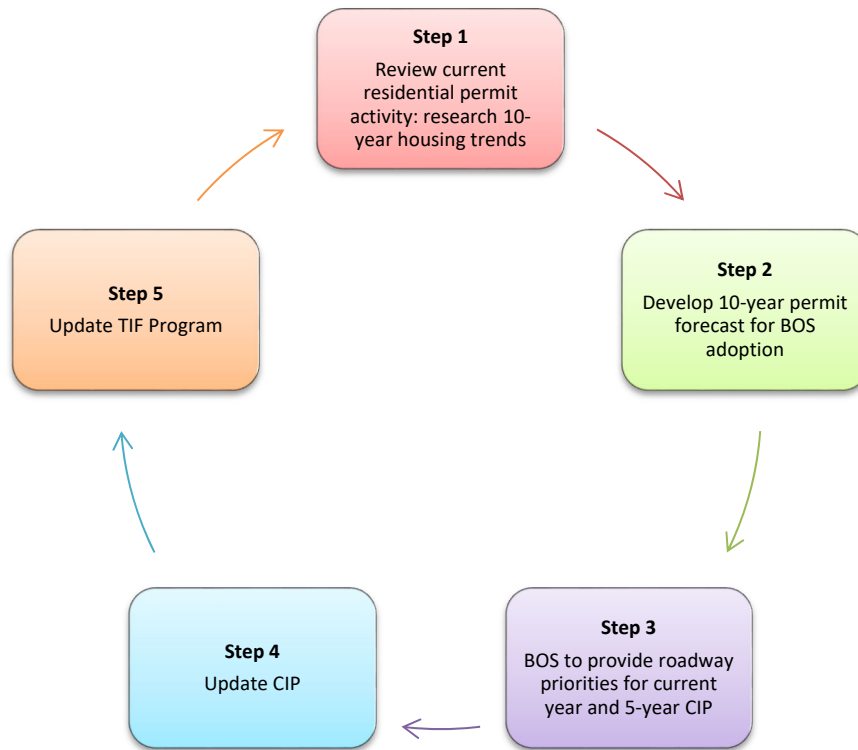 Step 1
Review current
residential permit
activity: research 10-
year housing trends
Step 2
Develop 10-year permit
forecast for BOS
adoption
Step 3
BOS to provide roadway
priorities for current
year and 5-year CIP
Step 4
Update CIP
Step 5
Update TIF Program